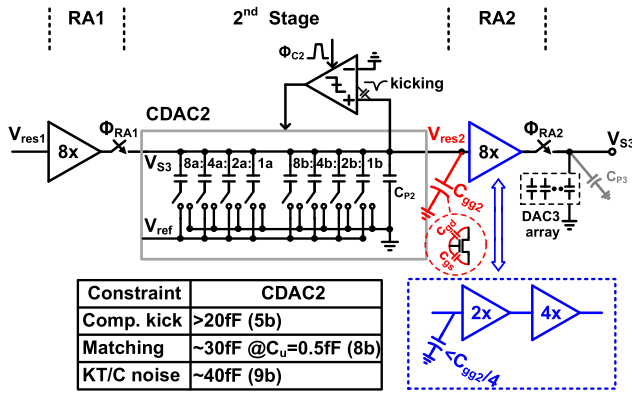 RA1 2nd Stage RA2
ΦC2
kicking
CDAC2
Vres1 8x ΦRA1 Vres2 8x ΦRA2 VS3
VS3 8a: 4a: 2a: 1a 8b: 4b: 2b: 1b CP2
Cgg2
CP3
DAC3
array
Vref
Cgd
Cgs
Constraint CDAC2
Comp. kick >20fF (5b)
Matching ~30fF @Cu=0.5fF (8b)
KT/C noise ~40fF (9b)
2x 4x
<Cgg2/4